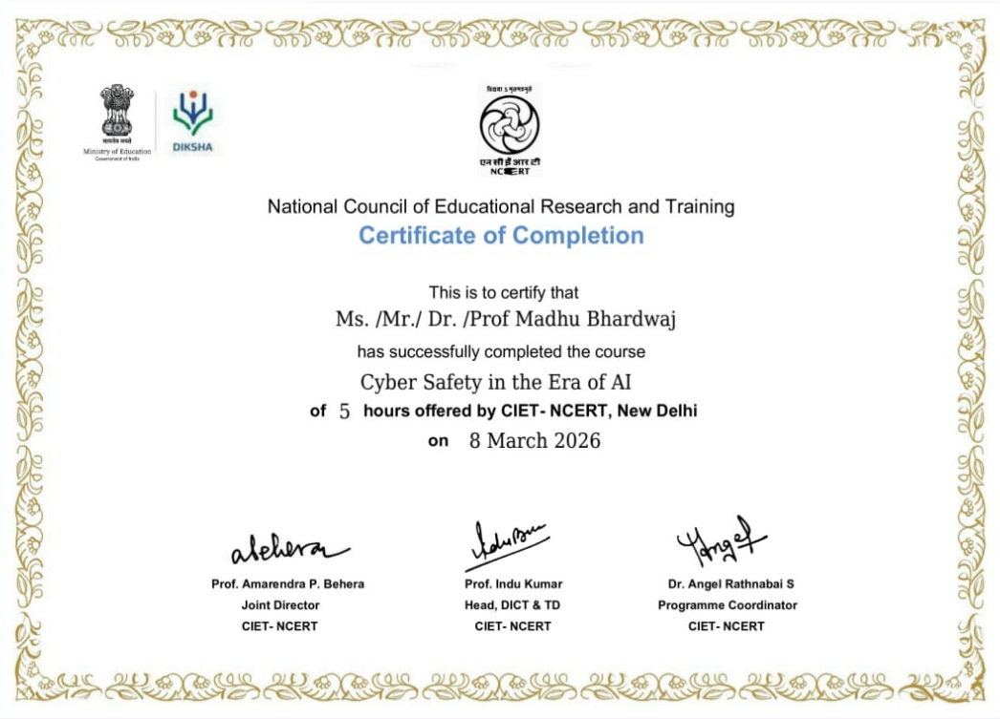 सत्यमेव जयते
Ministry of Education
Government of India
DIKSHA
विद्यया ऽ मृतमश्नुते
एन सी ई आर टी
NCERT
National Council of Educational Research and Training
Certificate of Completion
This is to certify that
Ms. /Mr./ Dr. /Prof Madhu Bhardwaj
has successfully completed the course
Cyber Safety in the Era of AI
of 5 hours offered by CIET- NCERT, New Delhi
on 8 March 2026
Prof. Amarendra P. Behera
Joint Director
CIET- NCERT
Prof. Indu Kumar
Head, DICT & TD
CIET- NCERT
Dr. Angel Rathnabai S
Programme Coordinator
CIET- NCERT